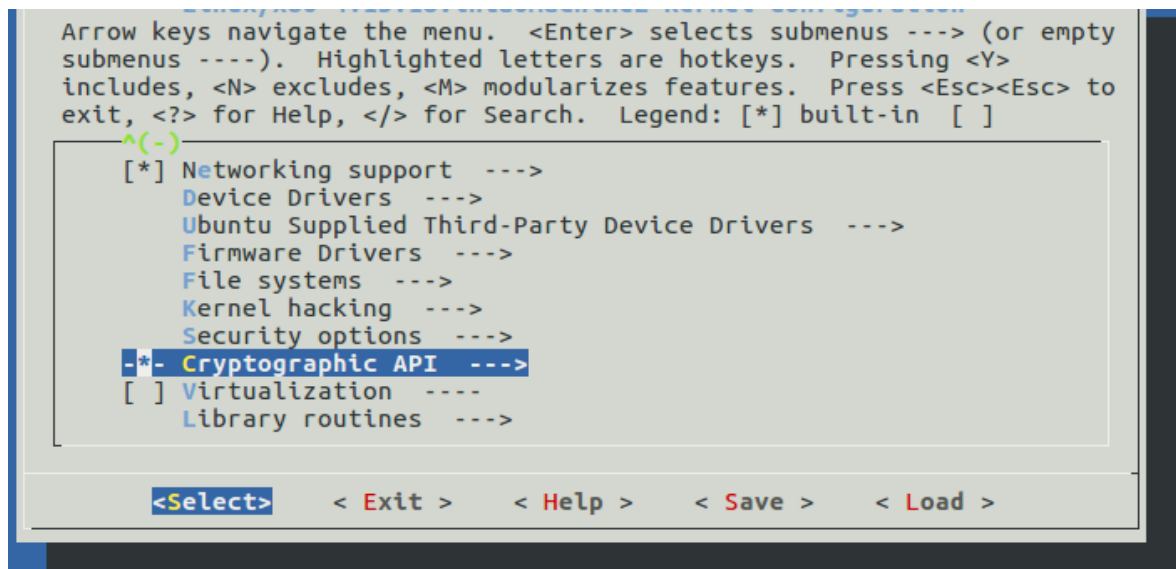 Arrow keys navigate the menu.  <Enter> selects submenus ---> (or empty
submenus ----).  Highlighted letters are hotkeys.  Pressing <Y>
includes, <N> excludes, <M> modularizes features.  Press <Esc><Esc> to
exit, <?> for Help, </> for Search.  Legend: [*] built-in  [ ]
^(-)
[*] Networking support  --->
Device Drivers  --->
Ubuntu Supplied Third-Party Device Drivers  --->
Firmware Drivers  --->
File systems  --->
Kernel hacking  --->
Security options  --->
-*- Cryptographic API  --->
[ ] Virtualization  ----
Library routines  --->
<Select>    < Exit >    < Help >    < Save >    < Load >